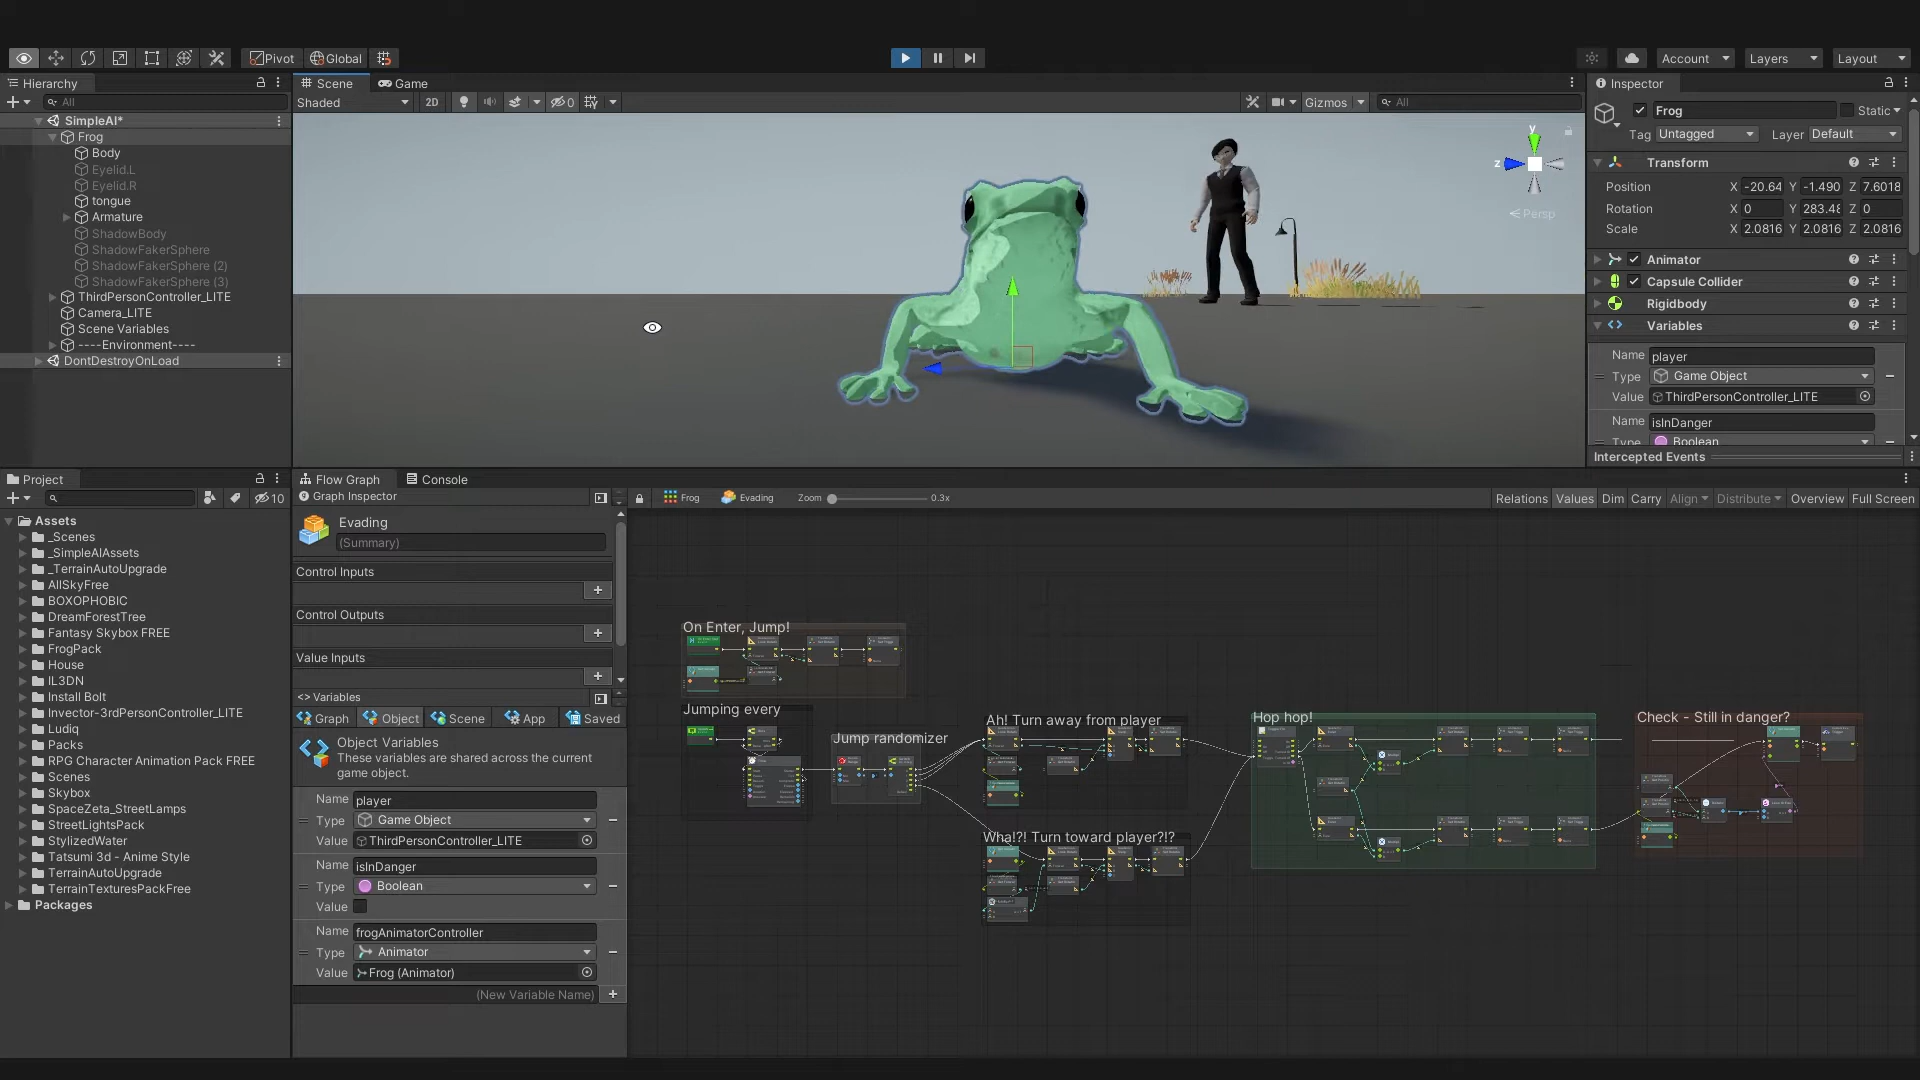 Pivot
Global
Account
Layers
Layout
Hierarchy
Scene
Game
Inspector
All
Shaded
2D
0
Gizmos
All
SimpleAI*
Frog
Body
Eyelid.L
Eyelid.R
tongue
Armature
ShadowBody
ShadowFakerSphere
ShadowFakerSphere (2)
ShadowFakerSphere (3)
ThirdPersonController_LITE
Camera_LITE
Scene Variables
----Environment----
DontDestroyOnLoad
y
z
Persp
Frog
Static
Tag Untagged
Layer Default
Transform
Position X -20.64 Y -1.490 Z 7.6018
Rotation X 0 Y 283.48 Z 0
Scale X 2.0816 Y 2.0816 Z 2.0816
Animator
Capsule Collider
Rigidbody
Variables
Name player
Type Game Object
Value ThirdPersonController_LITE
Name isInDanger
Type Boolean
Intercepted Events
Project
10
Assets
_Scenes
_SimpleAIAssets
_TerrainAutoUpgrade
AllSkyFree
BOXOPHOBIC
DreamForestTree
Fantasy Skybox FREE
FrogPack
House
IL3DN
Install Bolt
Invector-3rdPersonController_LITE
Ludiq
Packs
RPG Character Animation Pack FREE
Scenes
Skybox
SpaceZeta_StreetLamps
StreetLightsPack
StylizedWater
Tatsumi 3d - Anime Style
TerrainAutoUpgrade
TerrainTexturesPackFree
Packages
Flow Graph
Console
Graph Inspector
Evading
(Summary)
Control Inputs
Control Outputs
Value Inputs
<> Variables
Graph
Object
Scene
App
Saved
Object Variables
These variables are shared across the current
game object.
Name player
Type Game Object
Value ThirdPersonController_LITE
Name isInDanger
Type Boolean
Value
Name frogAnimatorController
Type Animator
Value Frog (Animator)
(New Variable Name)
Frog
Evading
Zoom
0.3x
Relations
Values
Dim
Carry
Align
Distribute
Overview
Full Screen
On Enter, Jump!
Jumping every
Jump randomizer
Ah! Turn away from player
Wha!?! Turn toward player?!?
Hop hop!
Check - Still in danger?